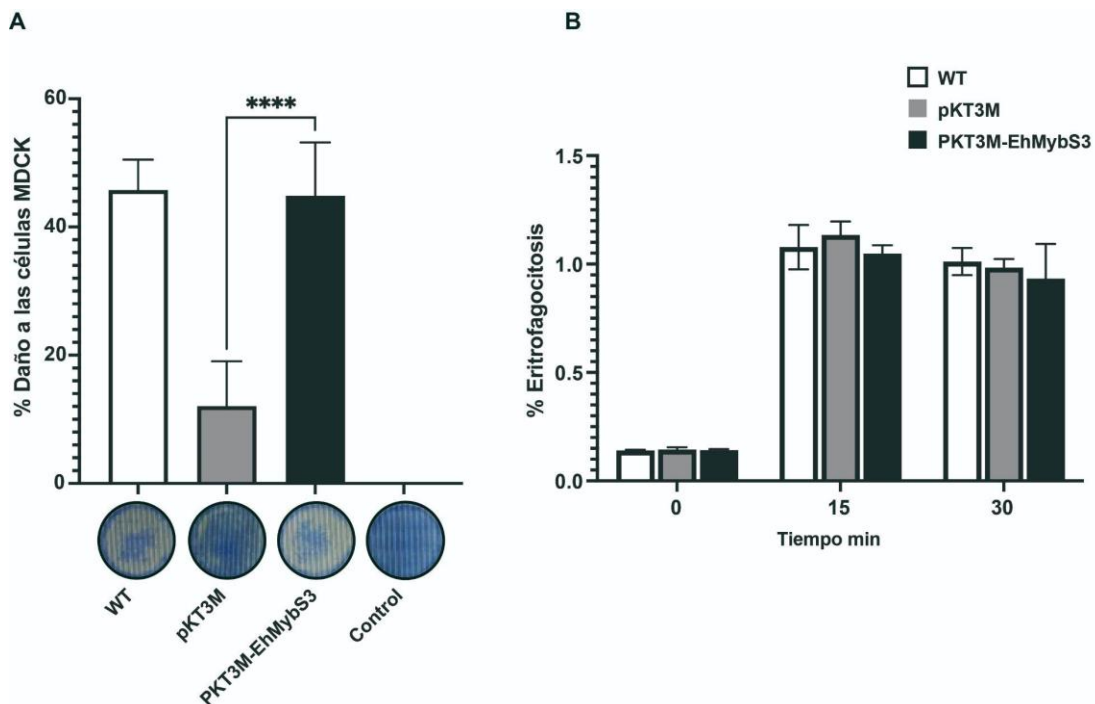 A
% Daño a las células MDCK
60
40
20
0
****
WT
pKT3M
PKT3M-EhMybS3
Control
B
WT
pKT3M
PKT3M-EhMybS3
% Eritrofagocitosis
1.5
1.0
0.5
0.0
0
15
30
Tiempo min